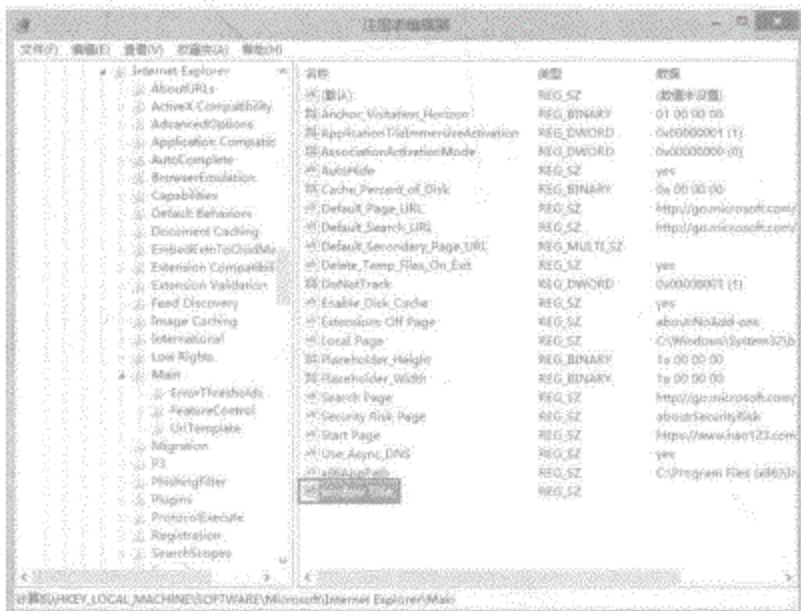 注册表编辑器
文件(F) 编辑(E) 查看(V) 收藏夹(A) 帮助(H)
Internet Explorer
AboutURLs
ActiveX Compatibility
AdvancedOptions
Application Compatib
AutoComplete
BrowserEmulation
Capabilities
Default Behaviors
Document Caching
EmbedExtnToClsidMa
Extension Compatibil
Extension Validation
Feed Discovery
Image Caching
International
Low Rights
Main
ErrorThresholds
FeatureControl
UrlTemplate
Migration
P3
PhishingFilter
Plugins
ProtocolExecute
Registration
SearchScopes
名称 类型 数据
(默认) REG_SZ (数值未设置)
Anchor_Visitation_Horizon REG_BINARY 01 00 00 00
ApplicationTileImmersiveActivation REG_DWORD 0x00000001 (1)
AssociationActivationMode REG_DWORD 0x00000000 (0)
AutoHide REG_SZ yes
Cache_Percent_of_Disk REG_BINARY 0a 00 00 00
Default_Page_URL REG_SZ http://go.microsoft.com/
Default_Search_URL REG_SZ http://go.microsoft.com/
Default_Secondary_Page_URL REG_MULTI_SZ
Delete_Temp_Files_On_Exit REG_SZ yes
DoNotTrack REG_DWORD 0x00000001 (1)
Enable_Disk_Cache REG_SZ yes
Extensions Off Page REG_SZ about:NoAdd-ons
Local Page REG_SZ C:\Windows\System32\b
Placeholder_Height REG_BINARY 1a 00 00 00
Placeholder_Width REG_BINARY 1a 00 00 00
Search Page REG_SZ http://go.microsoft.com/
Security Risk Page REG_SZ about:SecurityRisk
Start Page REG_SZ https://www.hao123.com
Use_Async_DNS REG_SZ yes
x86AppPath REG_SZ C:\Program Files (x86)\In
Window Title REG_SZ
计算机\HKEY_LOCAL_MACHINE\SOFTWARE\Microsoft\Internet Explorer\Main